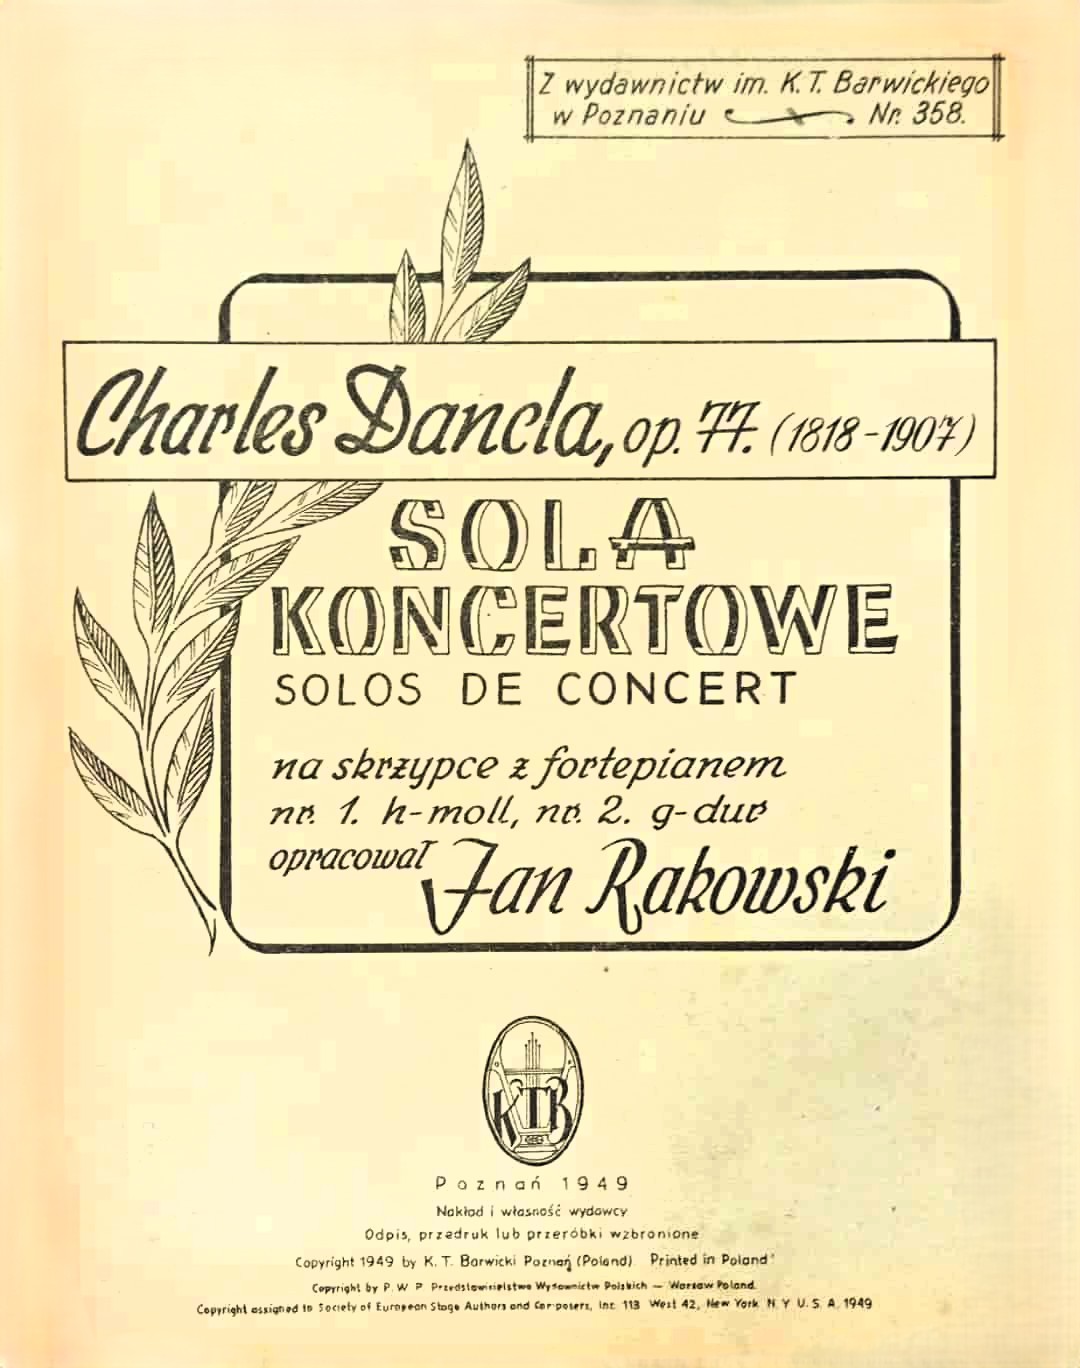 Z wydawnictw im. K. T. Barwickiego
w Poznaniu Nr. 358.
Charles Dancla, op. 77. (1818-1907)
SOLA
KONCERTOWE
SOLOS DE CONCERT
na skrzypce z fortepianem
nr. 1. h-moll, nr. 2. g-dur
opracował Jan Rakowski
KTB
Poznań 1949
Nakład i własność wydawcy
Odpis, przedruk lub przeróbki wzbronione
Copyright 1949 by K. T. Barwicki Poznań (Poland) Printed in Poland
Copyright by P. W. P. Przedstawicielstwo Wydawnictw Polskich — Warsaw Poland.
Copyright assigned to Society of European Stage Authors and Composers, Inc. 113 West 42, New York N. Y. U. S. A. 1949